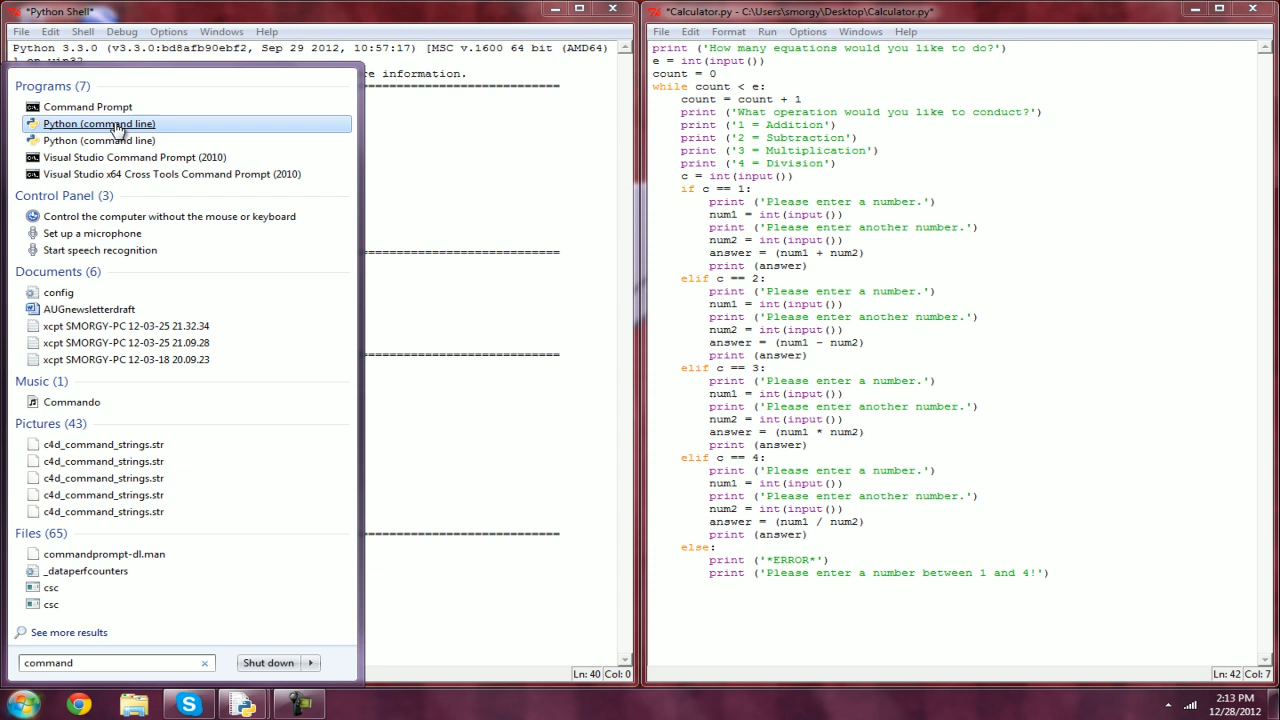 *Python Shell*
File Edit Shell Debug Options Windows Help
Python 3.3.0 (v3.3.0:bd8afb90ebf2, Sep 29 2012, 10:57:17) [MSC v.1600 64 bit (AMD64)
re information.
Programs (7)
Command Prompt
Python (command line)
Python (command line)
Visual Studio Command Prompt (2010)
Visual Studio x64 Cross Tools Command Prompt (2010)
Control Panel (3)
Control the computer without the mouse or keyboard
Set up a microphone
Start speech recognition
Documents (6)
config
AUGnewsletterdraft
xcpt SMORGY-PC 12-03-25 21.32.34
xcpt SMORGY-PC 12-03-25 21.09.28
xcpt SMORGY-PC 12-03-18 20.09.23
Music (1)
Commando
Pictures (43)
c4d_command_strings.str
c4d_command_strings.str
c4d_command_strings.str
c4d_command_strings.str
c4d_command_strings.str
Files (65)
commandprompt-dl.man
_dataperfcounters
csc
csc
See more results
command
Shut down
Ln: 40 Col: 0
*Calculator.py - C:\Users\smorgy\Desktop\Calculator.py*
File Edit Format Run Options Windows Help
print ('How many equations would you like to do?')
e = int(input())
count = 0
while count < e:
    count = count + 1
    print ('What operation would you like to conduct?')
    print ('1 = Addition')
    print ('2 = Subtraction')
    print ('3 = Multiplication')
    print ('4 = Division')
    c = int(input())
    if c == 1:
        print ('Please enter a number.')
        num1 = int(input())
        print ('Please enter another number.')
        num2 = int(input())
        answer = (num1 + num2)
        print (answer)
    elif c == 2:
        print ('Please enter a number.')
        num1 = int(input())
        print ('Please enter another number.')
        num2 = int(input())
        answer = (num1 - num2)
        print (answer)
    elif c == 3:
        print ('Please enter a number.')
        num1 = int(input())
        print ('Please enter another number.')
        num2 = int(input())
        answer = (num1 * num2)
        print (answer)
    elif c == 4:
        print ('Please enter a number.')
        num1 = int(input())
        print ('Please enter another number.')
        num2 = int(input())
        answer = (num1 / num2)
        print (answer)
    else:
        print ('*ERROR*')
        print ('Please enter a number between 1 and 4!')
Ln: 42 Col: 7
2:13 PM
12/28/2012